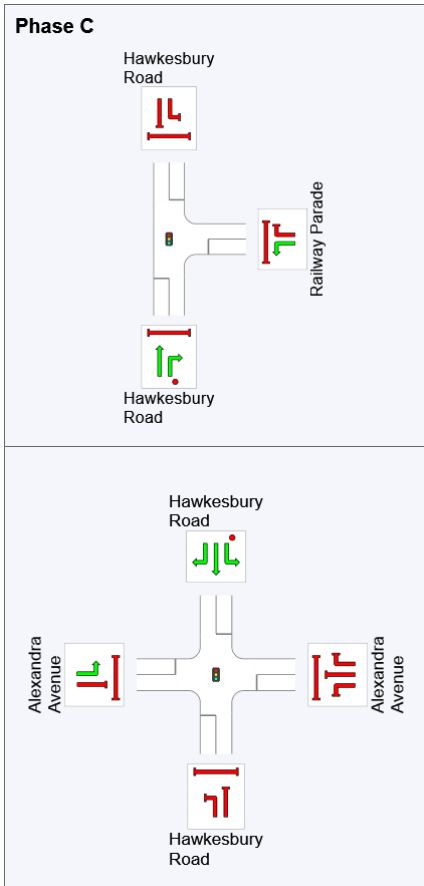 Phase C
Hawkesbury
Road
Railway Parade
Hawkesbury
Road
Hawkesbury
Road
Alexandra
Avenue
Alexandra
Avenue
Hawkesbury
Road